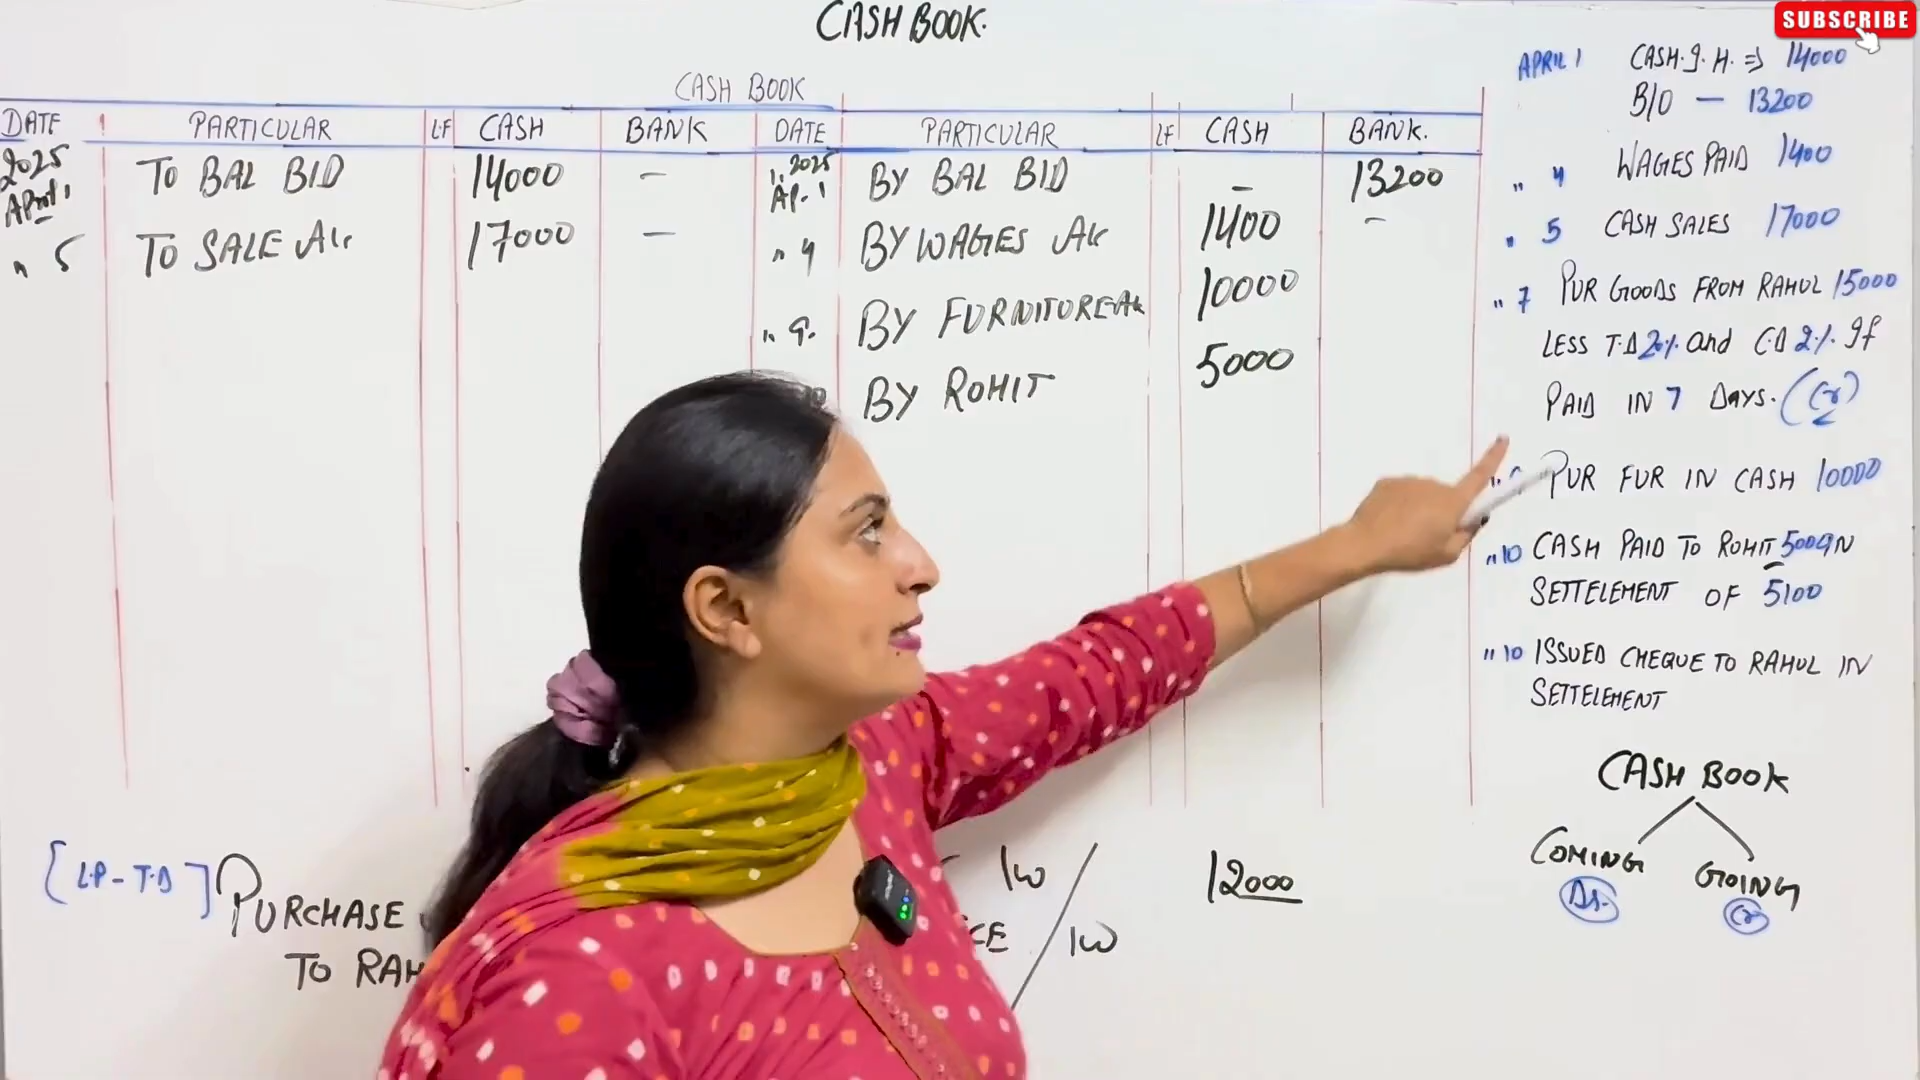 CASH BOOK.
SUBSCRIBE
CASH BOOK
DATE PARTICULAR LF CASH BANK DATE PARTICULAR LF CASH BANK.
2025 April 1 TO BAL B/D 14000 - 2025 AP. 1 BY BAL B/D - 13200
" 5 TO SALE A/c 17000 - " 4 BY WAGES A/c 1400 -
" 9. BY FURNITURE A/c 10000
10 BY ROHIT 5000
APRIL 1 CASH.I.H. ⇒ 14000
B/O - 13200
" 4 WAGES PAID 1400
" 5 CASH SALES 17000
" 7 PUR GOODS FROM RAHUL 15000
LESS T.D 20% and C.D 2% If
PAID IN 7 DAYS. (Cr)
PUR FUR IN CASH 10000
" 10 CASH PAID TO ROHIT 5000 IN
SETTELEMENT OF 5100
" 10 ISSUED CHEQUE TO RAHUL IN
SETTELEMENT
CASH BOOK
COMING GOING
Dr. Cr
[L.P - T.D] PURCHASE
TO RAH
12000